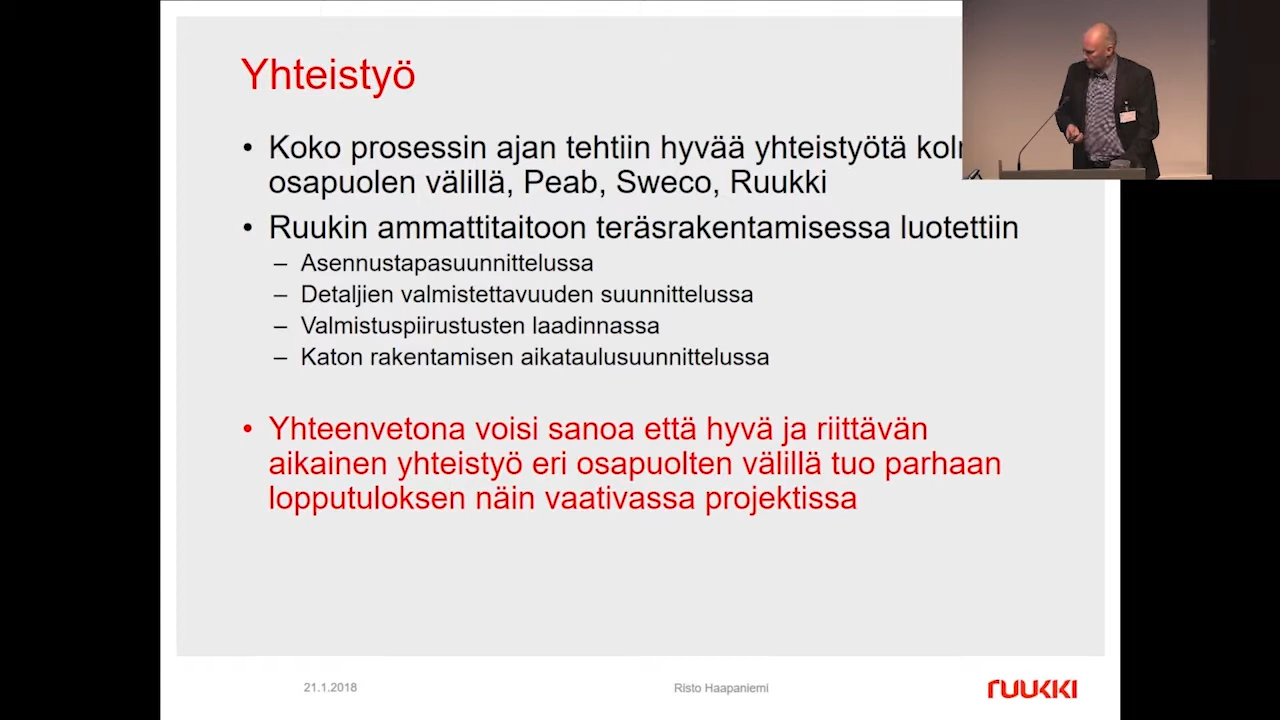 Yhteistyö
• Koko prosessin ajan tehtiin hyvää yhteistyötä
osapuolen välillä, Peab, Sweco, Ruukki
• Ruukin ammattitaitoon teräsrakentamisessa luotettiin
– Asennustapasuunnittelussa
– Detaljien valmistettavuuden suunnittelussa
– Valmistuspiirustusten laadinnassa
– Katon rakentamisen aikataulusuunnittelussa
• Yhteenvetona voisi sanoa että hyvä ja riittävän
aikainen yhteistyö eri osapuolten välillä tuo parhaan
lopputuloksen näin vaativassa projektissa
21.1.2018
Risto Haapaniemi
RUUKKI